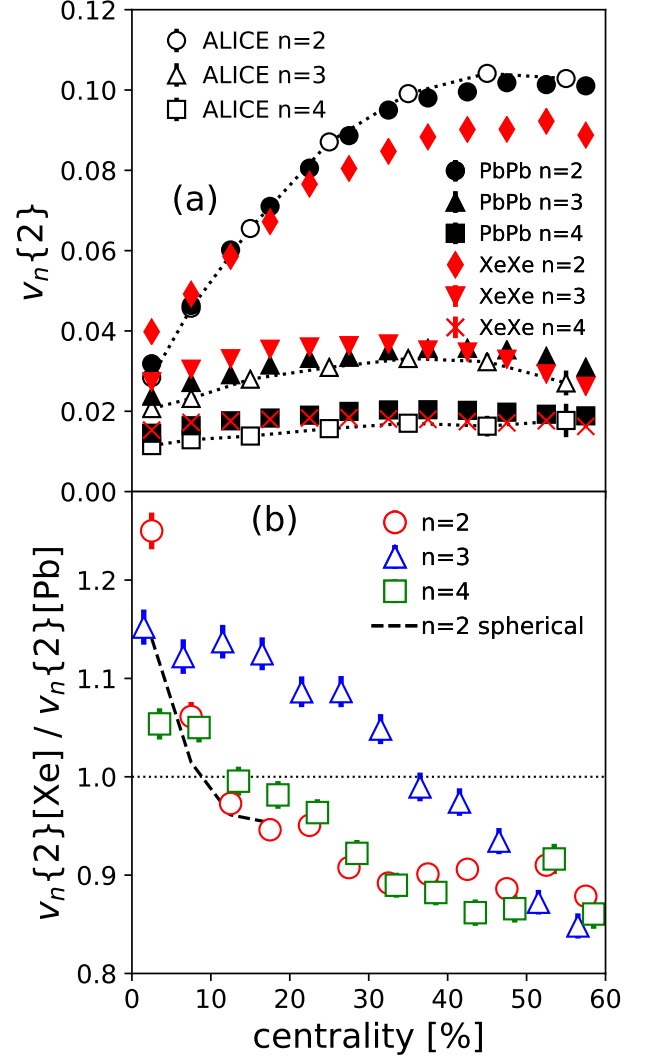 0.10
0.08
0.06
0.04
0.02
0.00
v_n{2}
ALICE n=2
ALICE n=3
ALICE n=4
(a)
PbPb n=2
PbPb n=3
PbPb n=4
XeXe n=2
XeXe n=3
XeXe n=4
1.2
1.1
1.0
0.9
0.8
v_n{2}[Xe] / v_n{2}[Pb]
(b)
n=2
n=3
n=4
n=2 spherical
0 10 20 30 40 50 60
centrality [%]